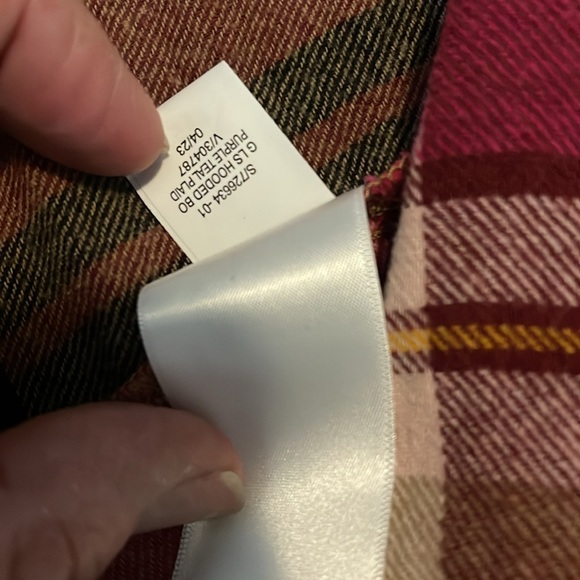 S/726634-01
G LS HOODED BO
PURPLE TEAL PLAID
V/304787
04/23